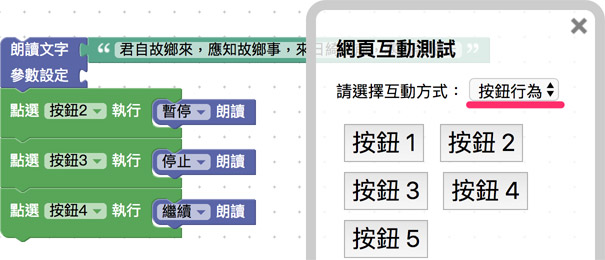 朗讀文字 “ 君自故鄉來，應知故鄉事，來日綺 ”
參數設定
點選 按鈕2 執行 暫停 朗讀
點選 按鈕3 執行 停止 朗讀
點選 按鈕4 執行 繼續 朗讀
網頁互動測試
請選擇互動方式： 按鈕行為
按鈕 1 按鈕 2
按鈕 3 按鈕 4
按鈕 5